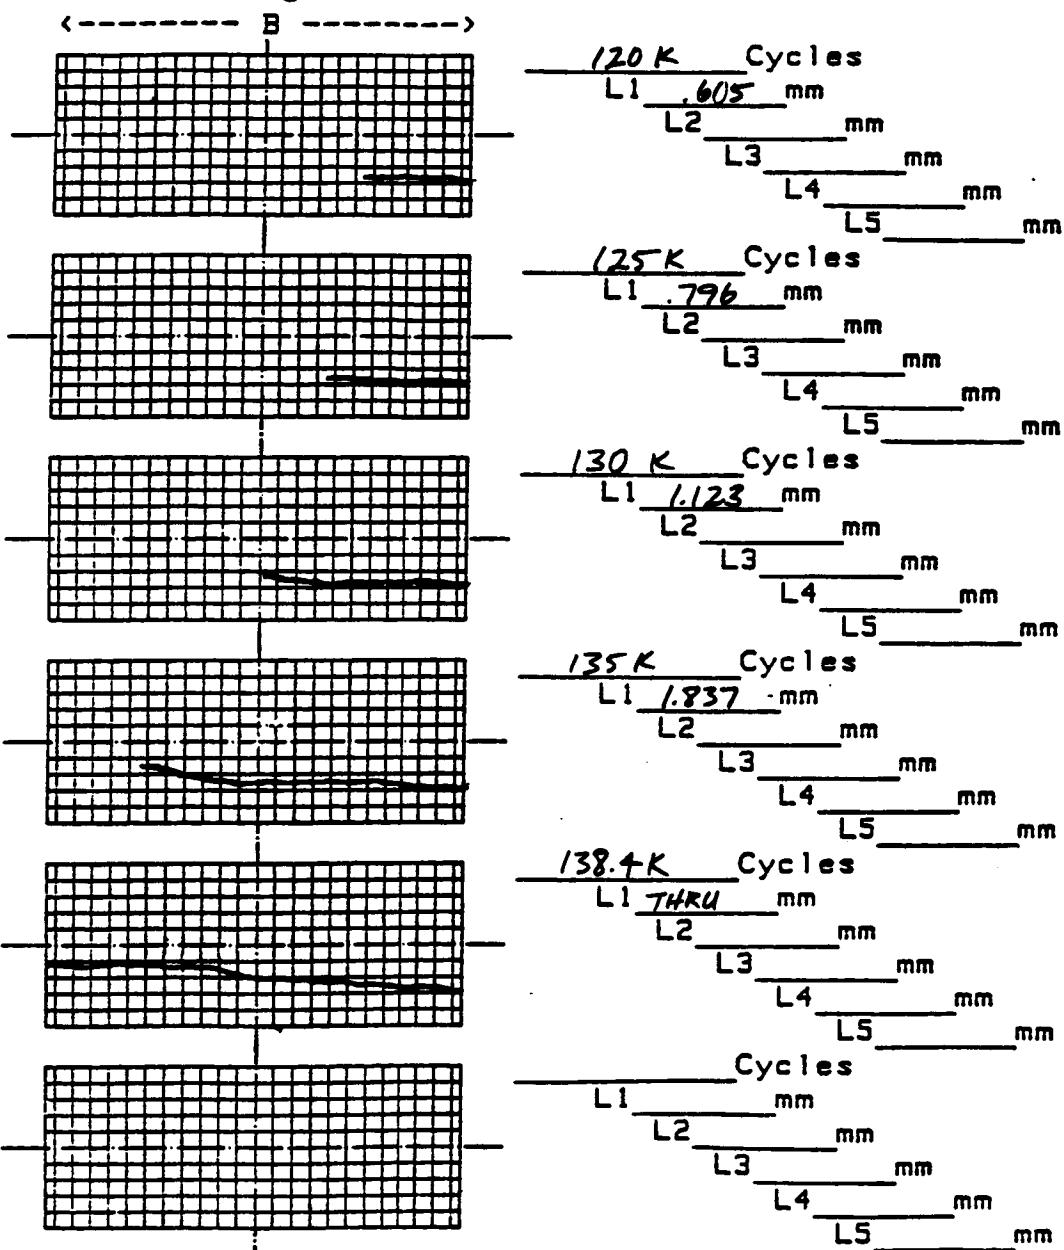 <--------- B --------->
120 K Cycles
L1 .605 mm
L2 mm
L3 mm
L4 mm
L5 mm
125 K Cycles
L1 .796 mm
L2 mm
L3 mm
L4 mm
L5 mm
130 K Cycles
L1 1.123 mm
L2 mm
L3 mm
L4 mm
L5 mm
135 K Cycles
L1 1.837 mm
L2 mm
L3 mm
L4 mm
L5 mm
138.4 K Cycles
L1 THRU mm
L2 mm
L3 mm
L4 mm
L5 mm
Cycles
L1 mm
L2 mm
L3 mm
L4 mm
L5 mm